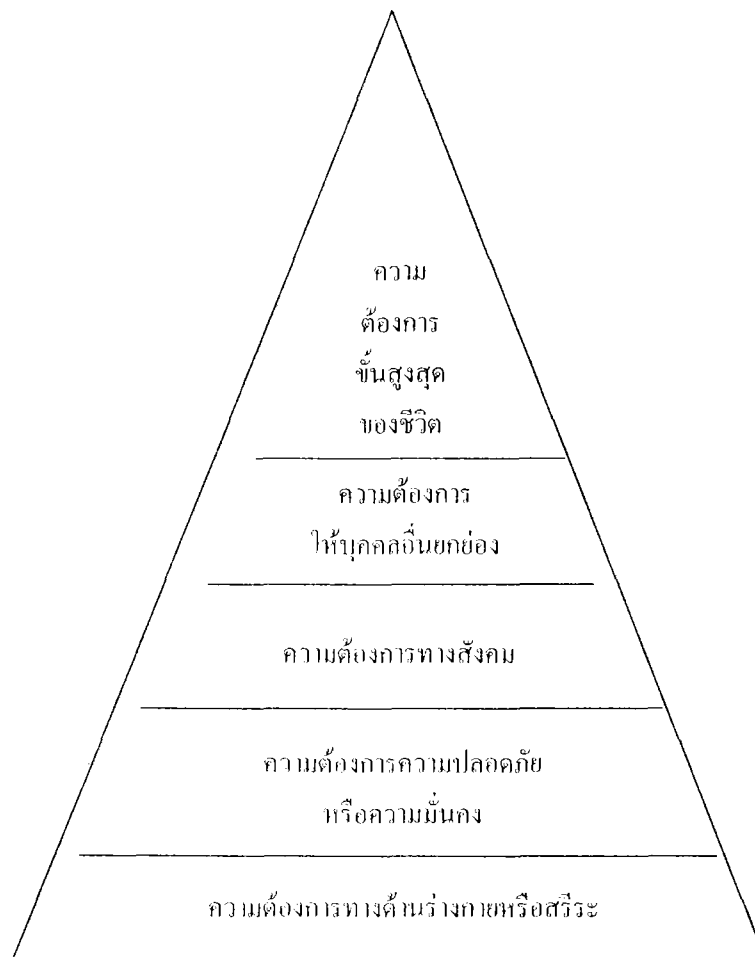 ความ
ต้องการ
ขั้นสูงสุด
ของชีวิต
ความต้องการ
ให้บุคคลอื่นยกย่อง
ความต้องการทางสังคม
ความต้องการความปลอดภัย
หรือความมั่นคง
ความต้องการทางด้านร่างกายหรือสรีระ